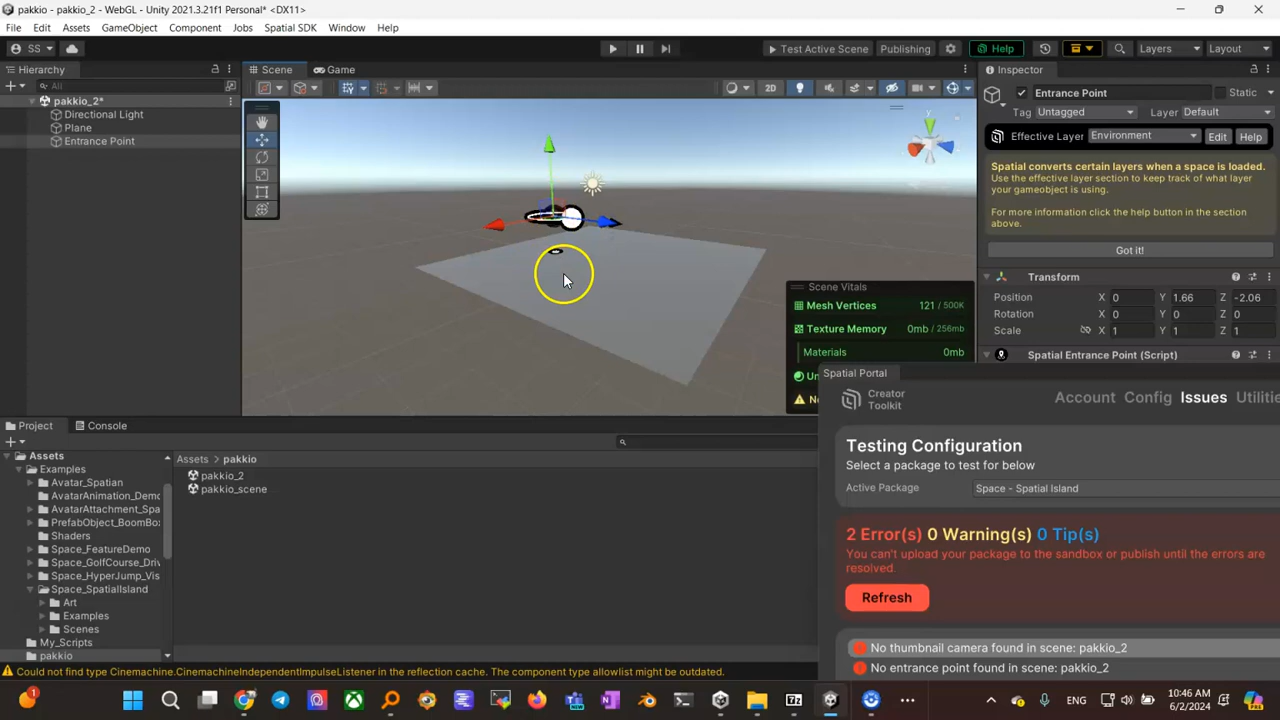 pakkio - pakkio_2 - WebGL - Unity 2021.3.21f1 Personal* <DX11>
File Edit Assets GameObject Component Jobs Spatial SDK Window Help
SS Test Active Scene Publishing Help Layers Layout
Hierarchy Scene Game Inspector
All
2D
pakkio_2*
Directional Light
Plane
Entrance Point
y
Entrance Point Static
Tag Untagged Layer Default
Effective Layer Environment Edit Help
Spatial converts certain layers when a space is loaded.
Use the effective layer section to keep track of what layer
your gameobject is using.
For more information click the help button in the section
above.
Got it!
Transform
Position X 0 Y 1.66 Z -2.06
Rotation X 0 Y 0 Z 0
Scale X 1 Y 1 Z 1
Spatial Entrance Point (Script)
Scene Vitals
Mesh Vertices 121 / 500K
Texture Memory 0mb / 256mb
Materials 0mb
Spatial Portal
Creator
Toolkit
Account Config Issues Utilitie
Testing Configuration
Select a package to test for below
Active Package Space - Spatial Island
2 Error(s) 0 Warning(s) 0 Tip(s)
You can't upload your package to the sandbox or publish until the errors are
resolved.
Refresh
No thumbnail camera found in scene: pakkio_2
No entrance point found in scene: pakkio_2
Project Console
Assets
Examples
Avatar_Spatian
AvatarAnimation_Demo
AvatarAttachment_Spa
PrefabObject_BoomBo
Shaders
Space_FeatureDemo
Space_GolfCourse_Driv
Space_HyperJump_Vis
Space_SpatialIsland
Art
Examples
Scenes
My_Scripts
pakkio
Assets > pakkio
pakkio_2
pakkio_scene
Could not find type Cinemachine.CinemachineIndependentImpulseListener in the reflection cache. The component type allowlist might be outdated.
1
ENG
10:46 AM
6/2/2024